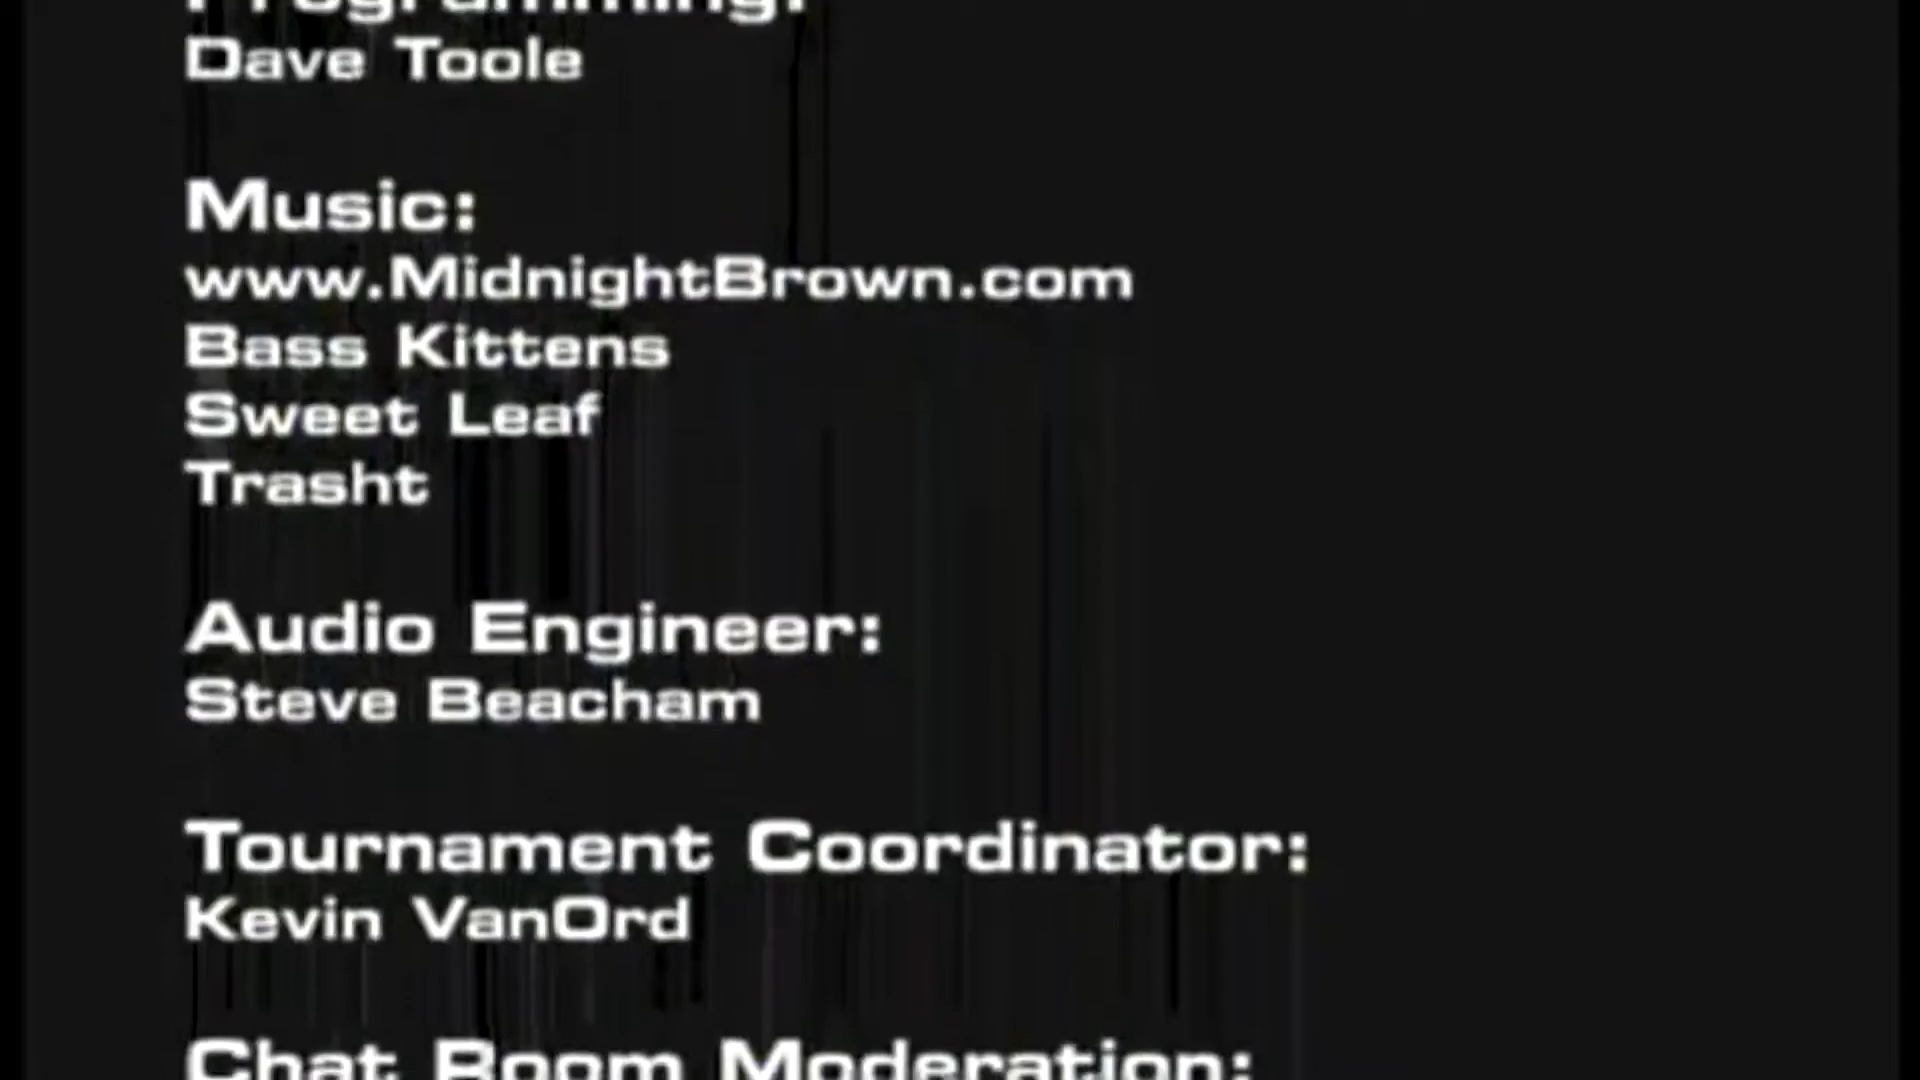 Programming:
Dave Toole
Music:
www.MidnightBrown.com
Bass Kittens
Sweet Leaf
Trasht
Audio Engineer:
Steve Beacham
Tournament Coordinator:
Kevin VanOrd
Chat Room Moderation: